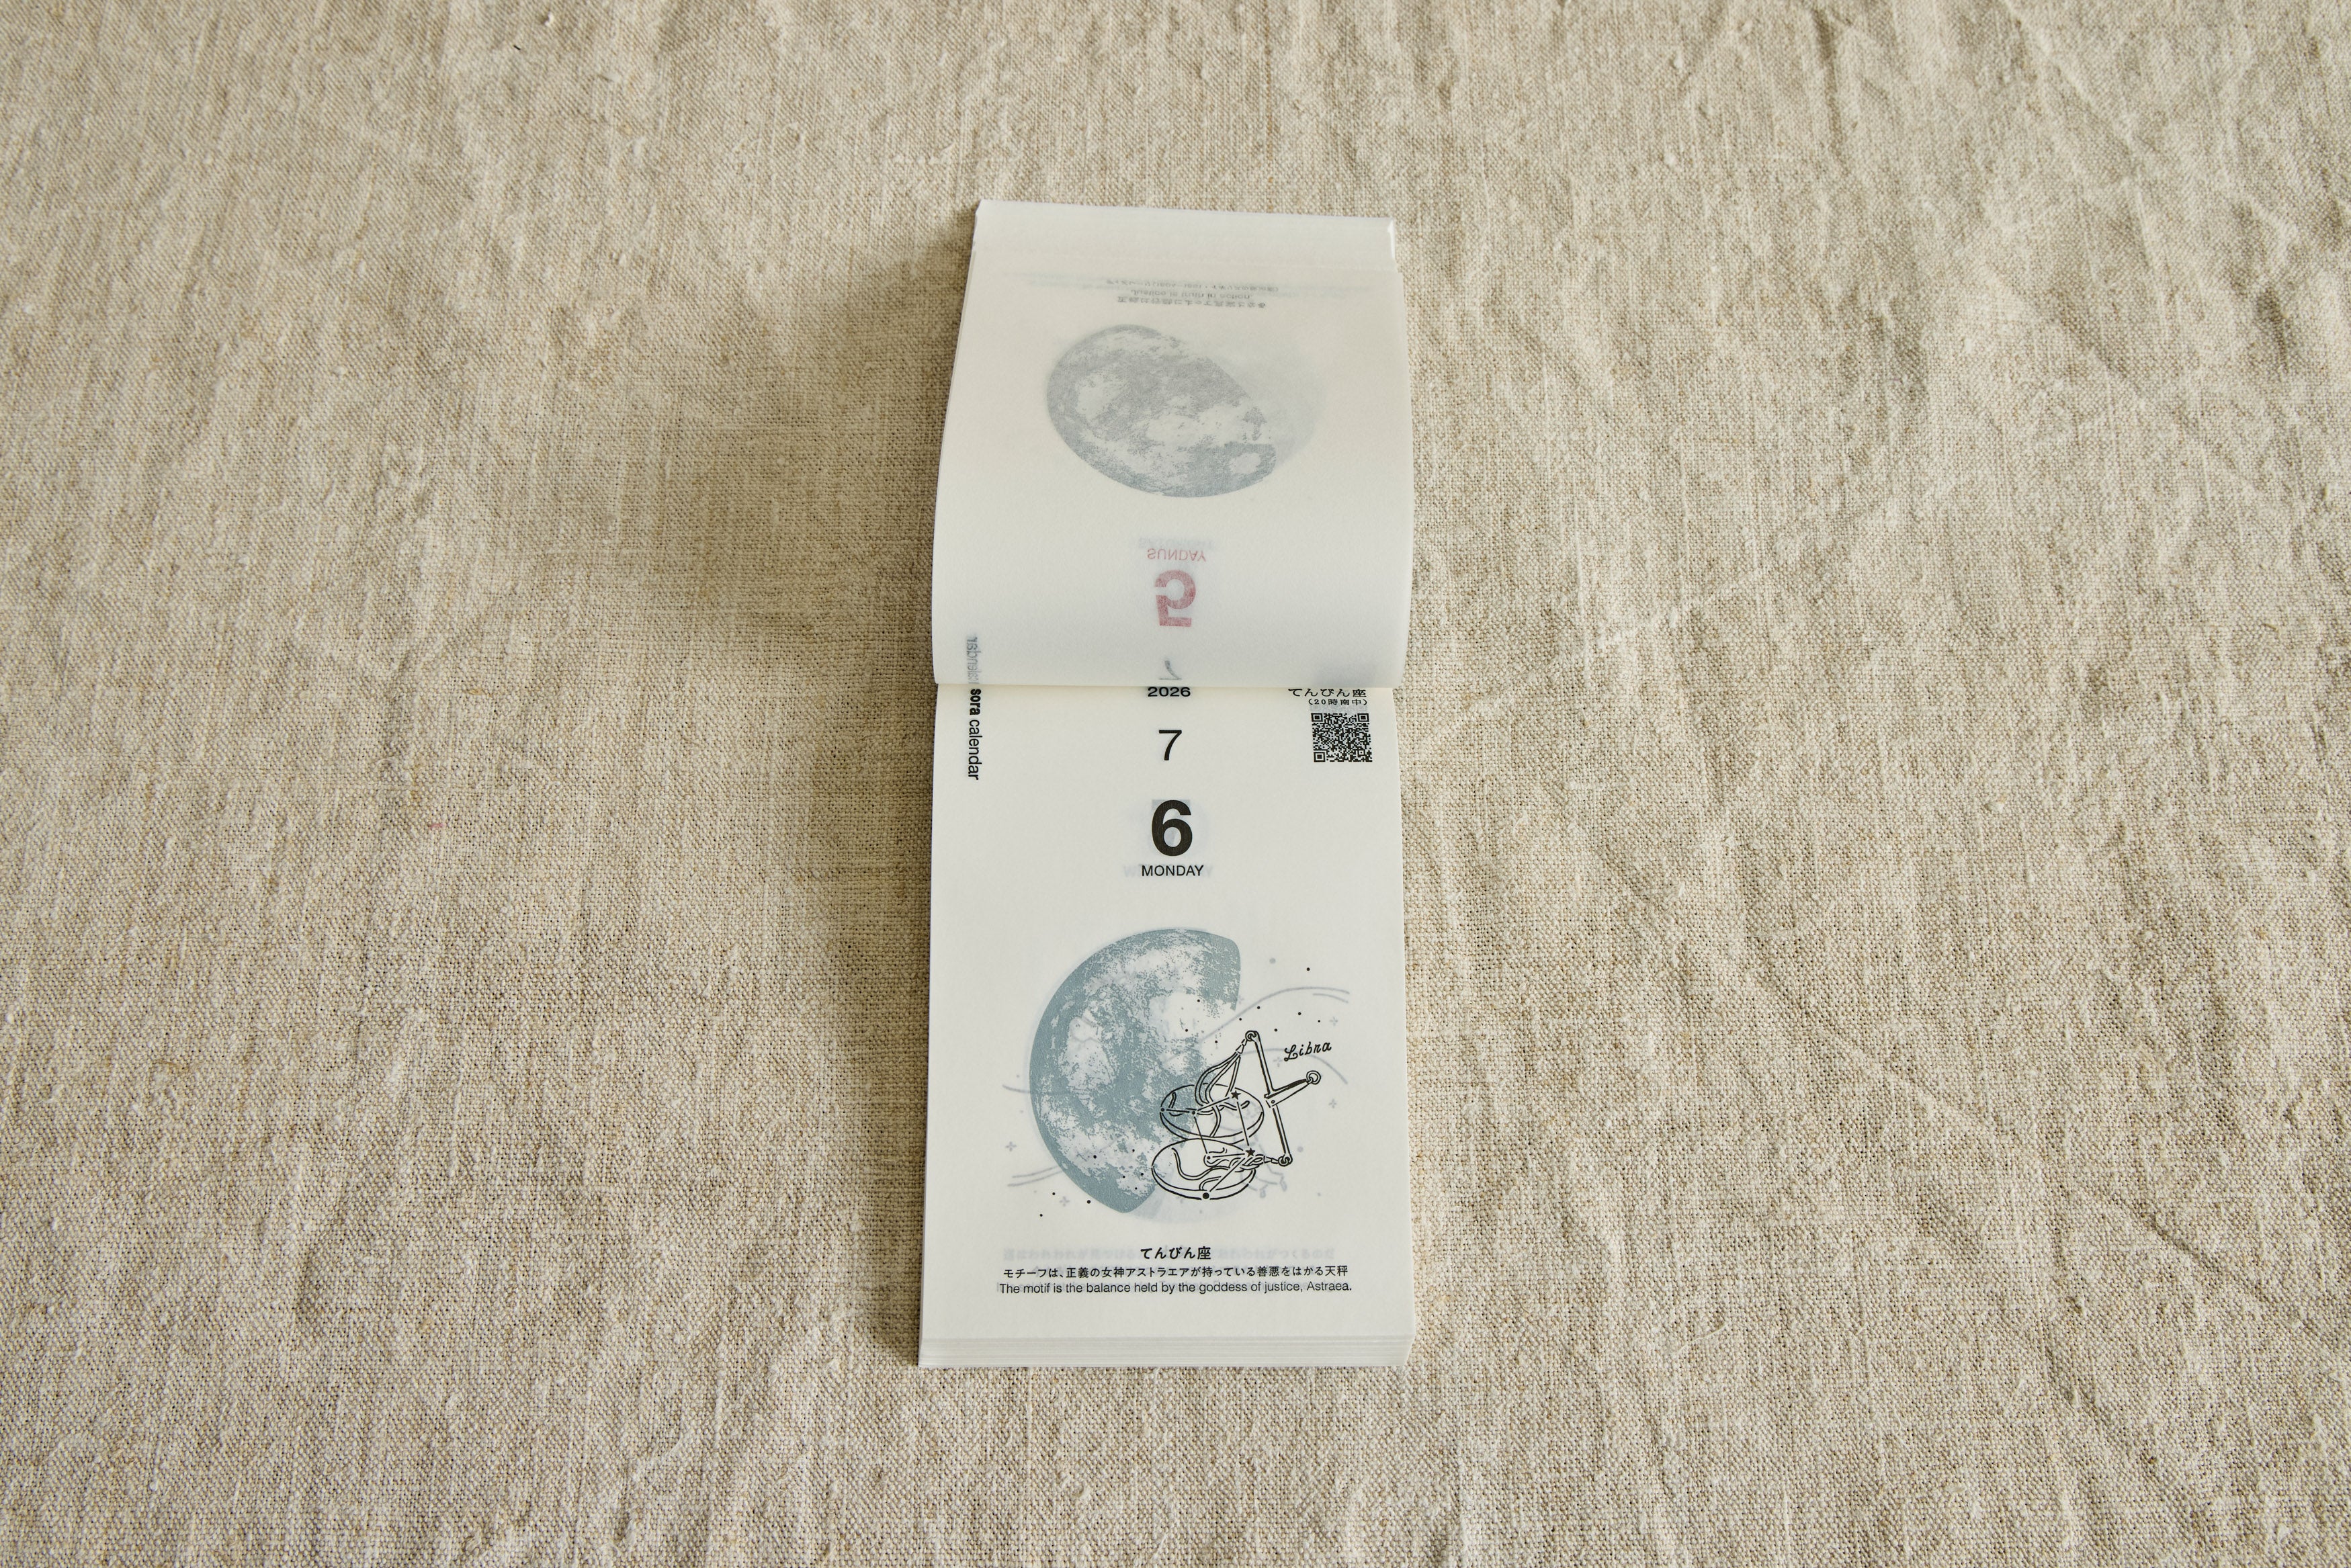 SUNDAY
5
7
sora calendar
2026
てんびん座
(20時南中)
7
6
MONDAY
Libra
てんびん座
モチーフは、正義の女神アストラエアが持っている善悪をはかる天秤
The motif is the balance held by the goddess of justice, Astraea.